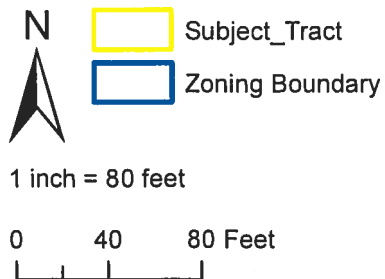 N
Subject_Tract
Zoning Boundary
1 inch = 80 feet
0 40 80 Feet